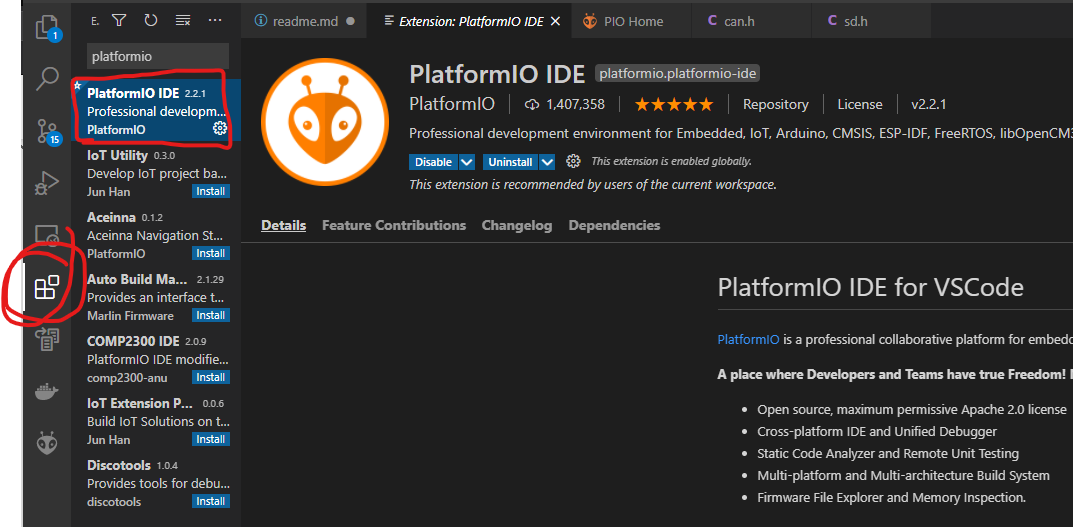 1
15
E.
platformio
PlatformIO IDE 2.2.1
Professional developm...
PlatformIO
IoT Utility 0.3.0
Develop IoT project ba...
Jun Han Install
Aceinna 0.1.2
Aceinna Navigation St...
PlatformIO Install
Auto Build Ma... 2.1.29
Provides an interface t...
Marlin Firmware Install
COMP2300 IDE 2.0.9
PlatformIO IDE modifie...
comp2300-anu Install
IoT Extension P... 0.0.6
Build IoT Solutions on t...
Jun Han Install
Discotools 1.0.4
Provides tools for debu...
discotools Install
readme.md Extension: PlatformIO IDE PIO Home can.h sd.h
PlatformIO IDE platformio.platformio-ide
PlatformIO 1,407,358 Repository License v2.2.1
Professional development environment for Embedded, IoT, Arduino, CMSIS, ESP-IDF, FreeRTOS, libOpenCM3
Disable Uninstall This extension is enabled globally.
This extension is recommended by users of the current workspace.
Details Feature Contributions Changelog Dependencies
PlatformIO IDE for VSCode
PlatformIO is a professional collaborative platform for embedd
A place where Developers and Teams have true Freedom!
• Open source, maximum permissive Apache 2.0 license
• Cross-platform IDE and Unified Debugger
• Static Code Analyzer and Remote Unit Testing
• Multi-platform and Multi-architecture Build System
• Firmware File Explorer and Memory Inspection.